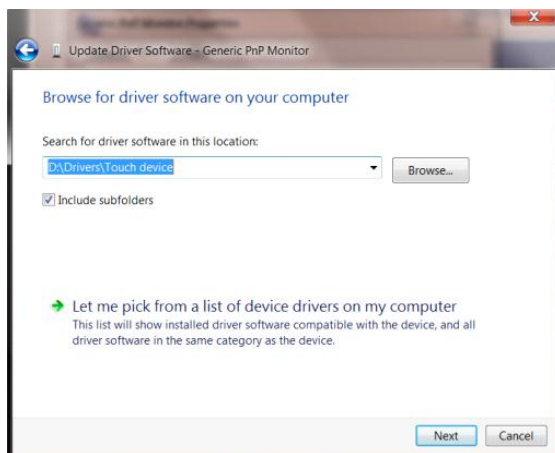 Update Driver Software - Generic PnP Monitor
Browse for driver software on your computer
Search for driver software in this location:
D:\Drivers\Touch device
Browse...
Include subfolders
Let me pick from a list of device drivers on my computer
This list will show installed driver software compatible with the device, and all
driver software in the same category as the device.
Next
Cancel